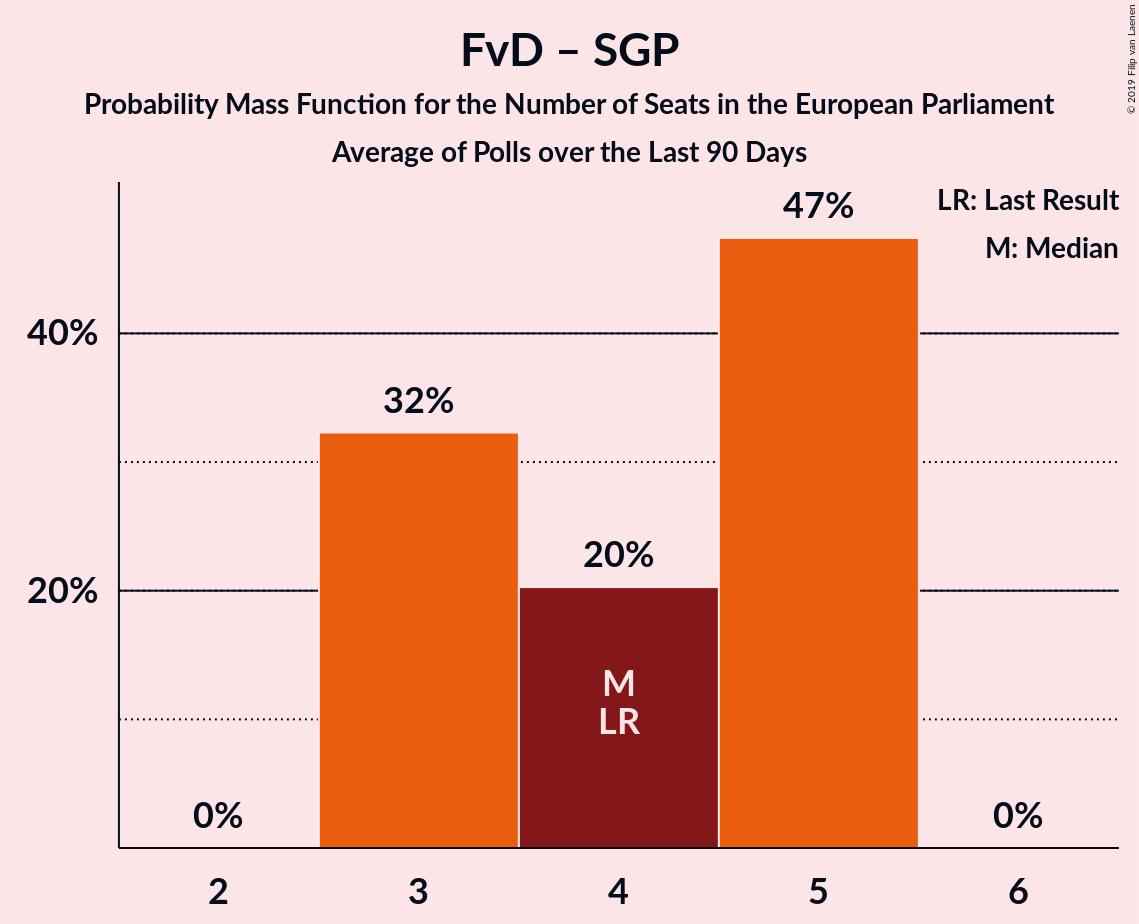 FvD – SGP
Probability Mass Function for the Number of Seats in the European Parliament
Average of Polls over the Last 90 Days
© 2019 Filip van Laenen
LR: Last Result
M: Median
47%
40%
32%
20%
20%
M
LR
0%
0%
2 3 4 5 6